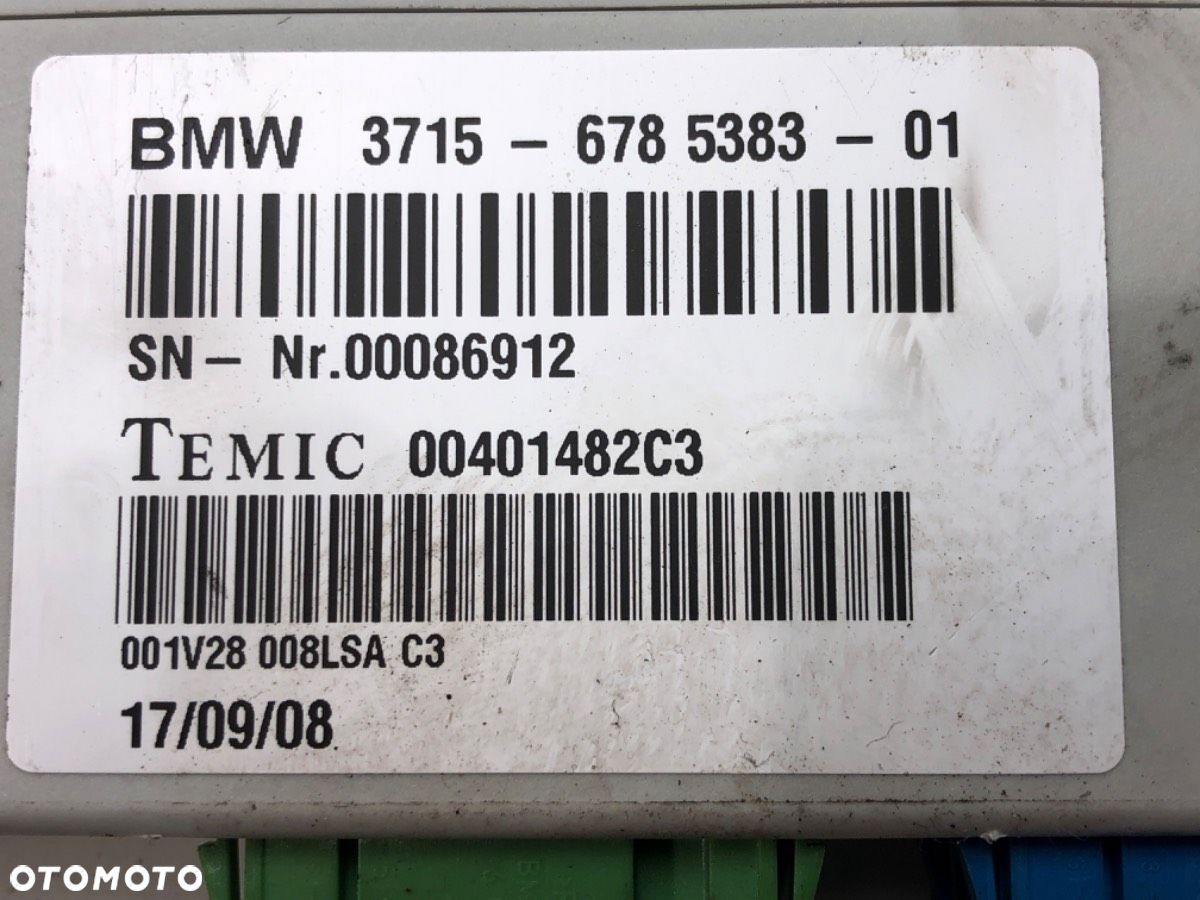 BMW 3715 – 678 5383 – 01
SN – Nr.00086912
TEMIC 00401482C3
001V28 008LSA C3
17/09/08
OTOMOTO